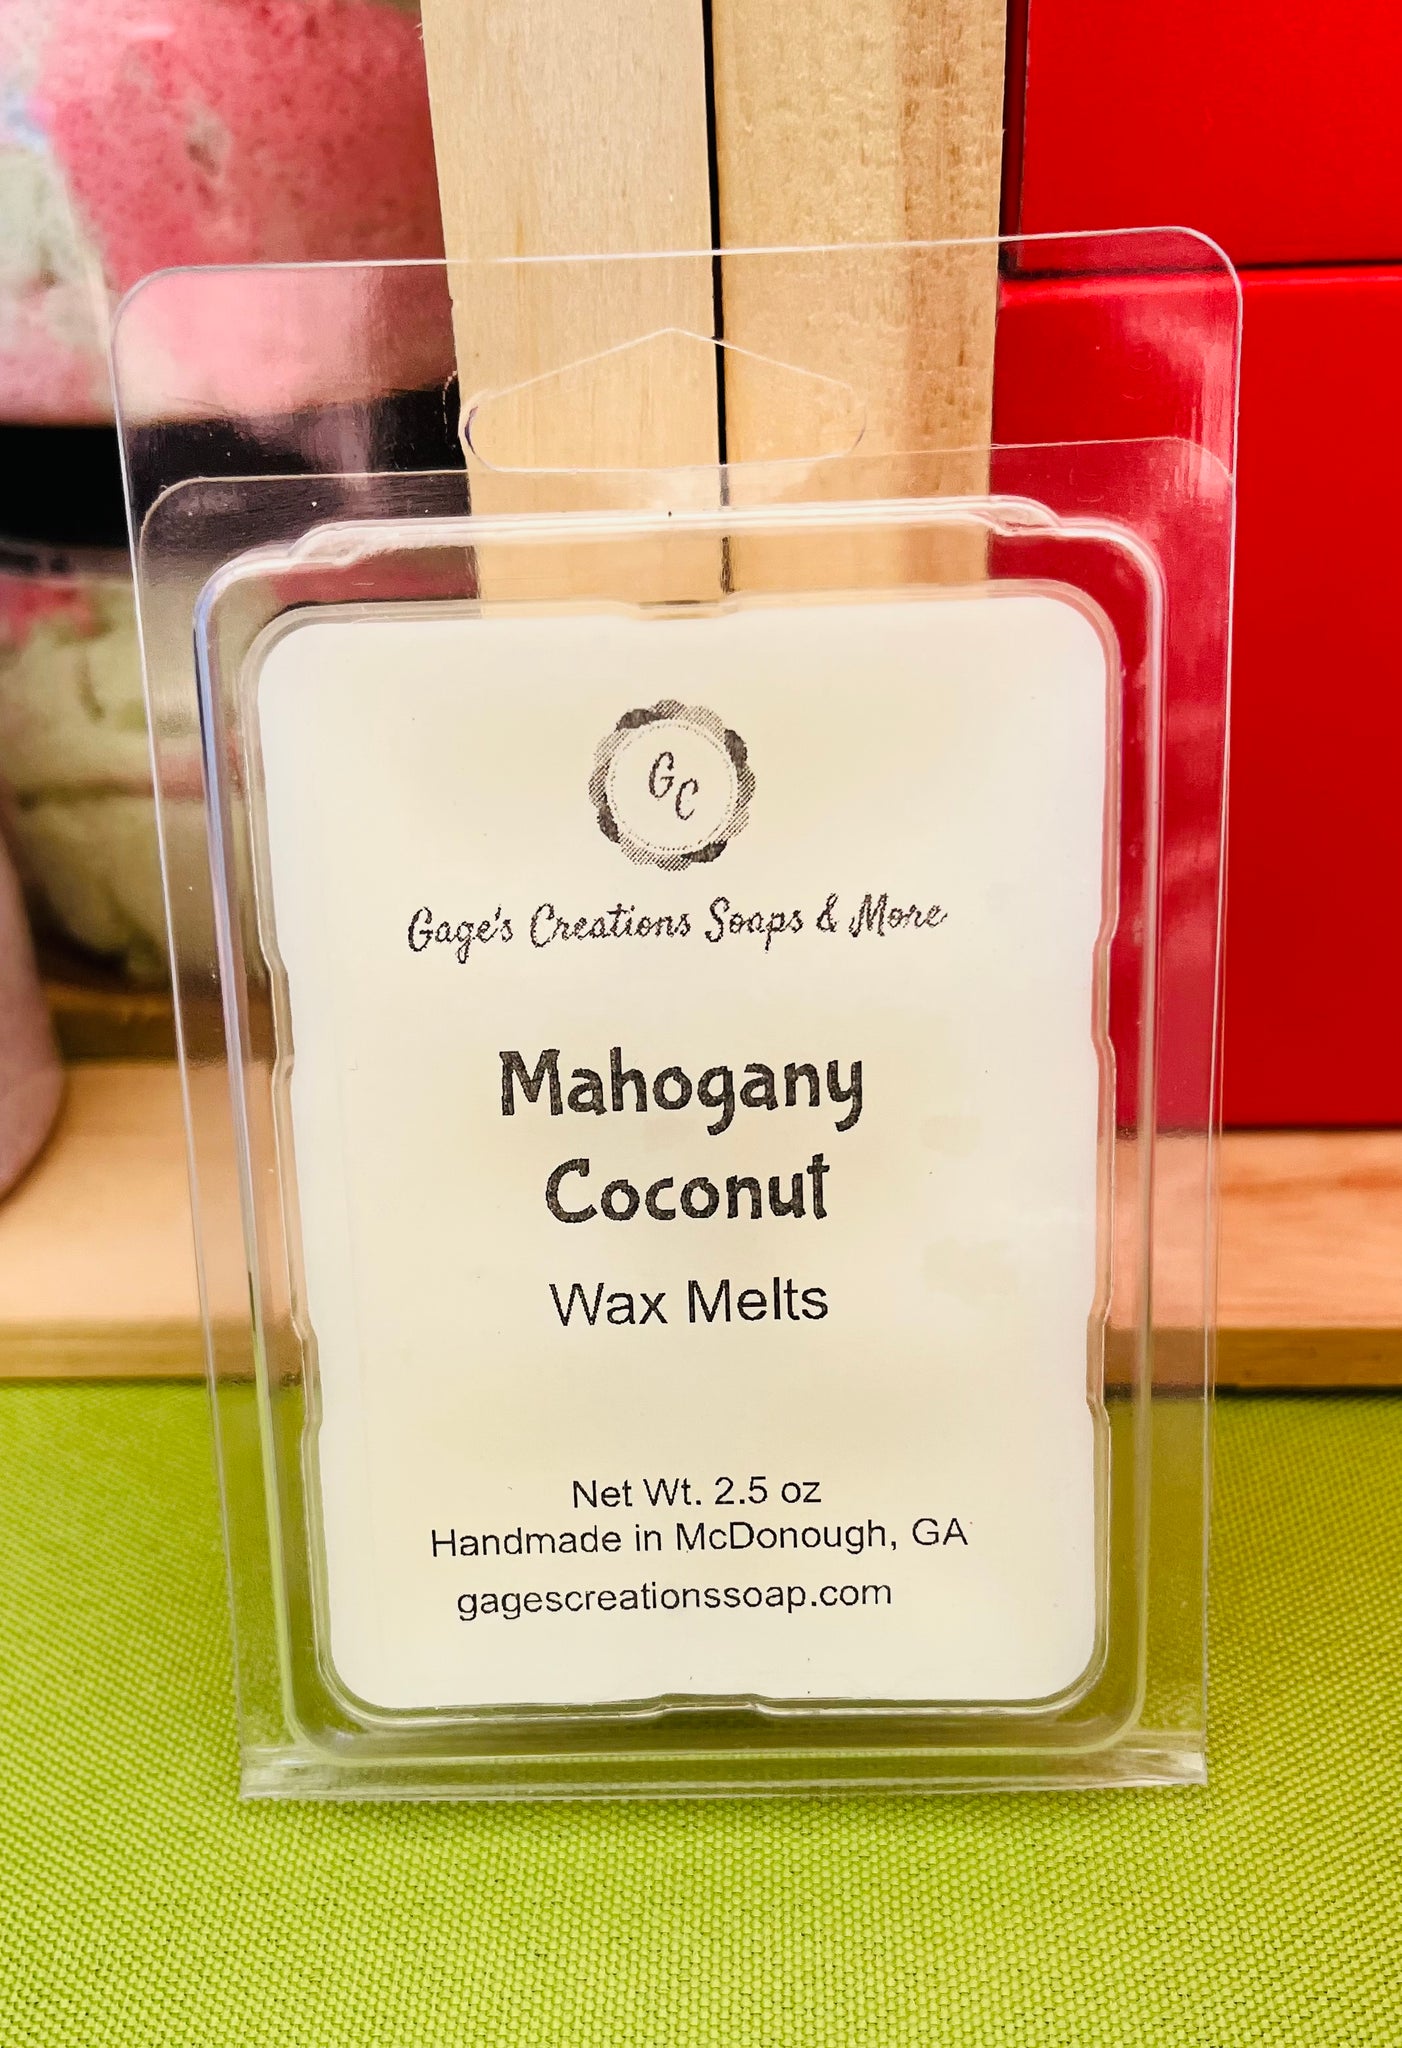 G
C
Gage's Creations Soaps & More
Mahogany
Coconut
Wax Melts
Net Wt. 2.5 oz
Handmade in McDonough, GA
gagescreationssoap.com